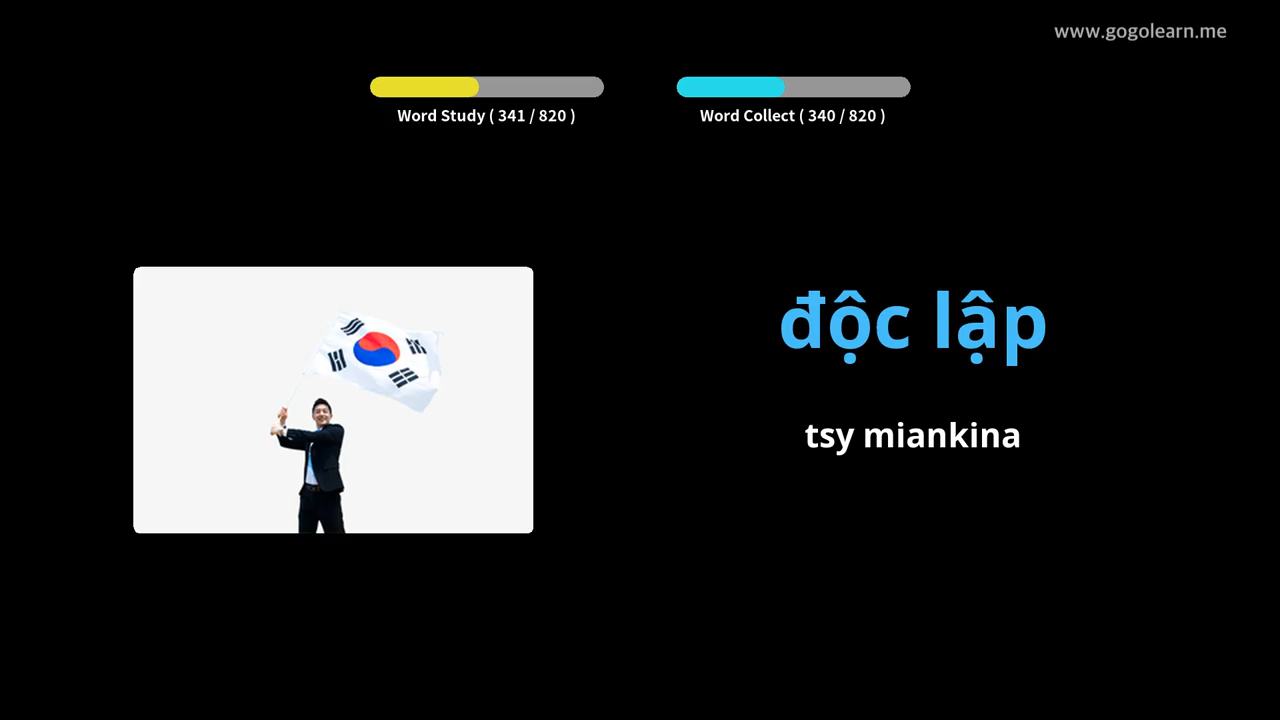 www.gogolearn.me
Word Study ( 341 / 820 )
Word Collect ( 340 / 820 )
độc lập
tsy miankina